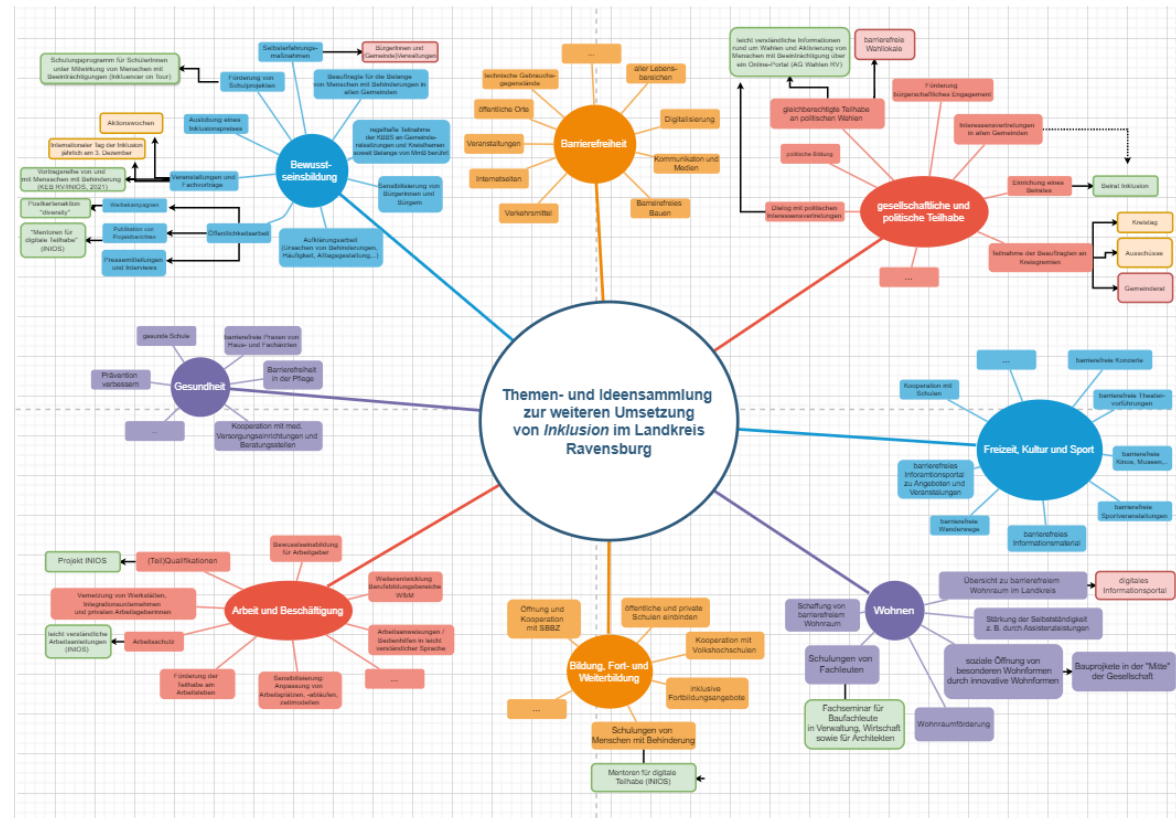 Themen- und Ideensammlung
zur weiteren Umsetzung
von Inklusion im Landkreis
Ravensburg
Bewusst-
seinsbildung
Selbsterfahrungs-
maßnahmen
BürgerInnen und
Gemeinde(Verwaltungen
Schulungsprogramm für SchülerInnen
unter Mitwirkung von Menschen mit
Beeinträchtigungen (Inkluencer on Tour)
Förderung von
Schulprojekten
Beauftragte für die Belange
von Menschen mit Behinderungen in
allen Gemeinden
Auslobung eines
Inklusionspreises
regelhafte Teilnahme
der KBBS an Gemeinde-
ratssitzungen und Kreisthemen
soweit Belange von MmB berührt
Aktionswochen
Internationaler Tag der Inklusion
jährlich am 3. Dezember
Vortragsreihe von und
mit Menschen mit Behinderung
(KEB RV/INIOS, 2021)
Veranstaltungen und
Fachvorträge
Sensibilisierung von
Bürgerinnen und
Bürgern
Postkartenaktion
"diversity"
Werbekampagnen
"Mentoren für
digitale Teilhabe"
(INIOS)
Publikation von
Projektberichten
Öffentlichkeitsarbeit
Pressemitteilungen
und Interviews
Aufklärungsarbeit
(Ursachen von Behinderungen,
Häufigkeit, Alltagsgestaltung,..)
Barrierefreiheit
...
technische Gebrauchs-
gegenstände
aller Lebens-
bereichen
öffentliche Orte
Digitalisierung
Veranstaltungen
Kommunikation und
Medien
Internetseiten
Verkehrsmittel
Barrierefreies
Bauen
gesellschaftliche und
politische Teilhabe
leicht verständliche Informationen
rund um Wahlen und Aktivierung von
Menschen mit Beeinträchtigung über
ein Online-Portal (AG Wahlen RV)
barrierefreie
Wahllokale
gleichberechtigte Teilhabe
an politischen Wahlen
Förderung
bürgerschaftliches Engagement
Interessenvertretungen
in allen Gemeinden
politische Bildung
Einrichtung eines
Beirates
Beirat Inklusion
Dialog mit politischen
Interessensvertretungen
...
Teilnahme der Beauftragten an
Kreisgremien
Kreistag
Ausschüsse
Gemeinderat
Gesundheit
gesunde Schule
barrierefreie Praxen von
Haus- und Fachärzten
Prävention
verbessern
Barrierefreiheit
in der Pflege
...
Kooperation mit med.
Versorgungseinrichtungen und
Beratungsstellen
Freizeit, Kultur und Sport
...
barrierefreie Konzerte
Kooperation mit
Schulen
barrierefreie Theater-
vorführungen
barrierefreies
Inforamtionsportal
zu Angeboten und
Veranstalungen
barrierefreie
Kinos, Museen,..
barrierefreie
Wanderwege
barrierefreies
Informationsmaterial
barrierefreie
Sportveranstaltungen
Arbeit und Beschäftigung
Projekt INIOS
(Teil)Qualifikationen
Bewusstseinsbildung
für Arbeitgeber
Vernetzung von Werkstätten,
Integrationsunternehmen
und privaten Arbeitgeberinnen
Weiterentwicklung
Berufsbildungsbereiche
WfbM
leicht verständliche
Arbeitsanleitungen
(INIOS)
Arbeitsschutz
Arbeitsanweisungen /
Stellenhilfen in leicht
verständlicher Sprache
Förderung der
Teilhabe am
Arbeitsleben
Sensibilisierung:
Anpassung von
Arbeitsplätzen, -abläufen,
zeitmodellen
...
Bildung, Fort- und
Weiterbildung
Öffnung und
Kooperation
mit SBBZ
öffentliche und private
Schulen einbinden
Kooperation mit
Volkshochschulen
inklusive
Fortbildungsangebote
...
Schulungen von
Menschen mit Behinderung
Mentoren für digitale
Teilhabe (INIOS)
Wohnen
Übersicht zu barrierefreiem
Wohnraum im Landkreis
digitales
Informationsportal
Schaffung von
barrierefreiem
Wohnraum
Stärkung der Selbstständigkeit
z. B. durch Assistenzleistungen
Schulungen von
Fachleuten
soziale Öffnung von
besonderen Wohnformen
durch innovative Wohnformen
Bauprojekte in der "Mitte"
der Gesellschaft
Fachseminar für
Baufachleute
in Verwaltung, Wirtschaft
sowie für Architekten
Wohnraumförderung